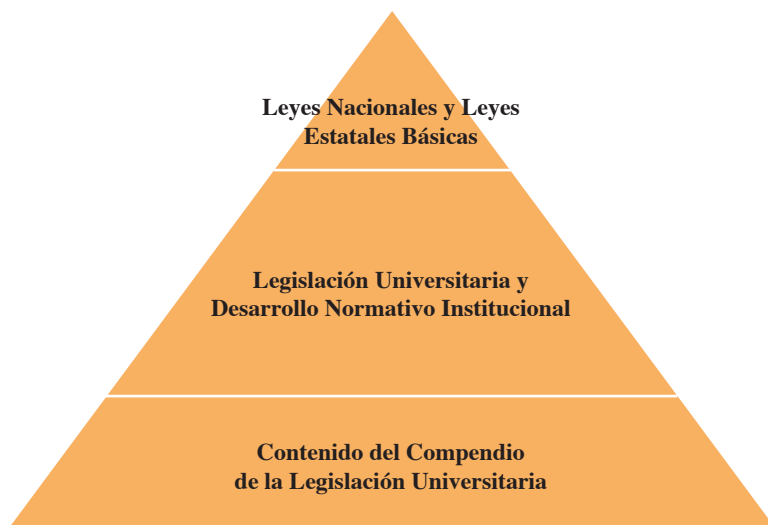 Leyes Nacionales y Leyes
Estatales Básicas
Legislación Universitaria y
Desarrollo Normativo Institucional
Contenido del Compendio
de la Legislación Universitaria